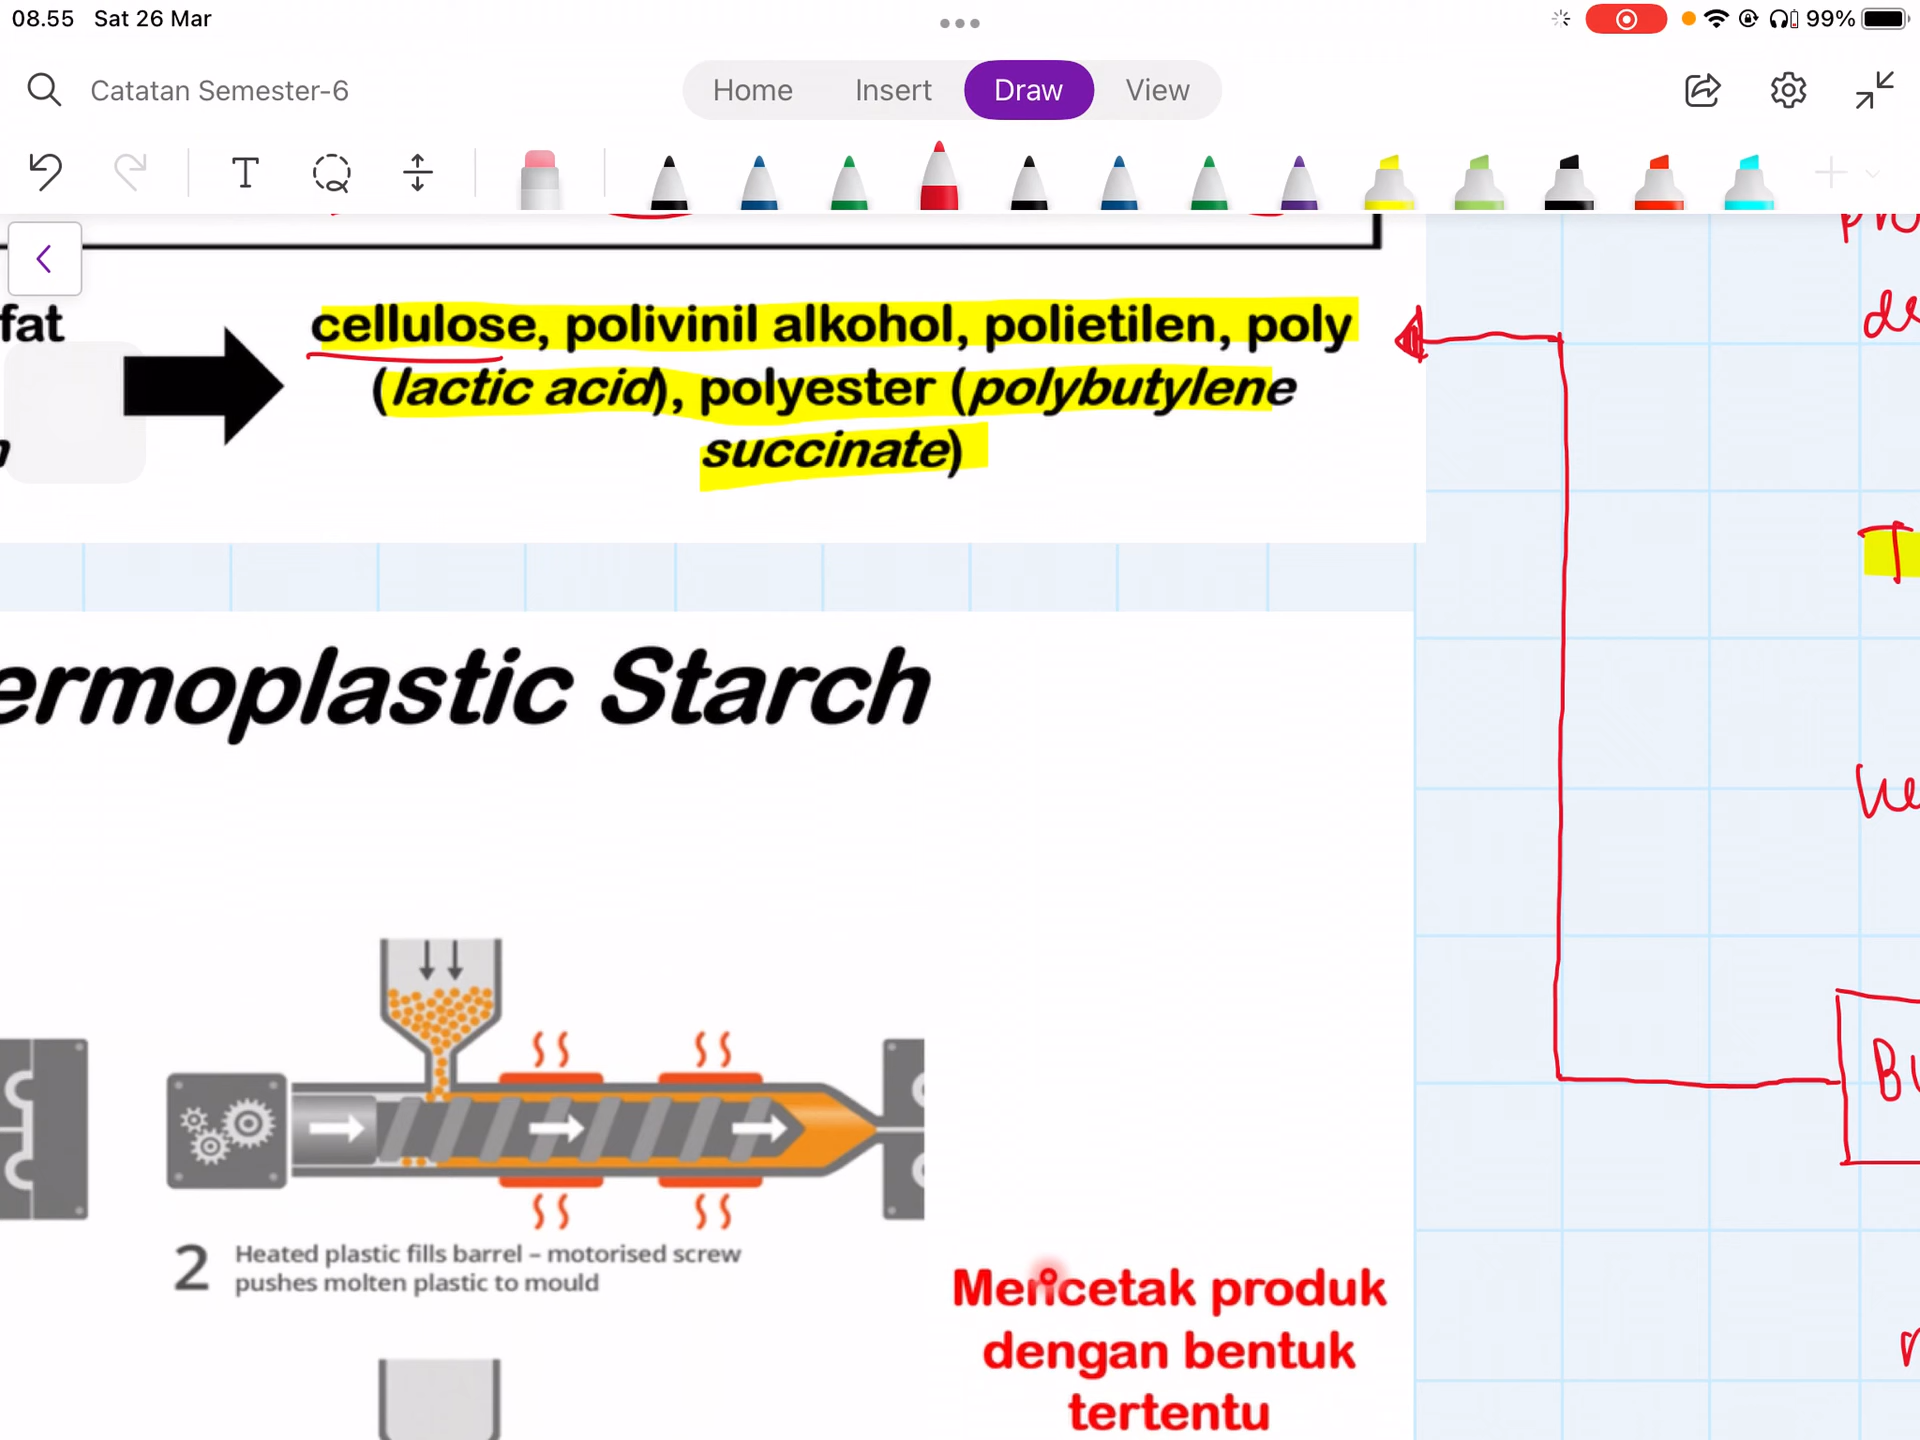 08.55 Sat 26 Mar
99%
Catatan Semester-6
Home Insert Draw View
T
fat
cellulose, polivinil alkohol, polietilen, poly
(lactic acid), polyester (polybutylene
succinate)
ermoplastic Starch
2 Heated plastic fills barrel – motorised screw
pushes molten plastic to mould
Mencetak produk
dengan bentuk
tertentu